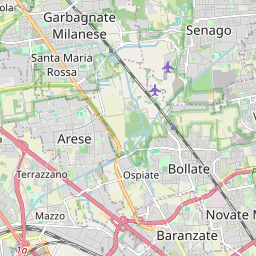 Garbagnate
Milanese
Senago
Santa Maria
Rossa
Arese
Bollate
Terrazzano
Ospiate
Mazzo
Novate M
Baranzate